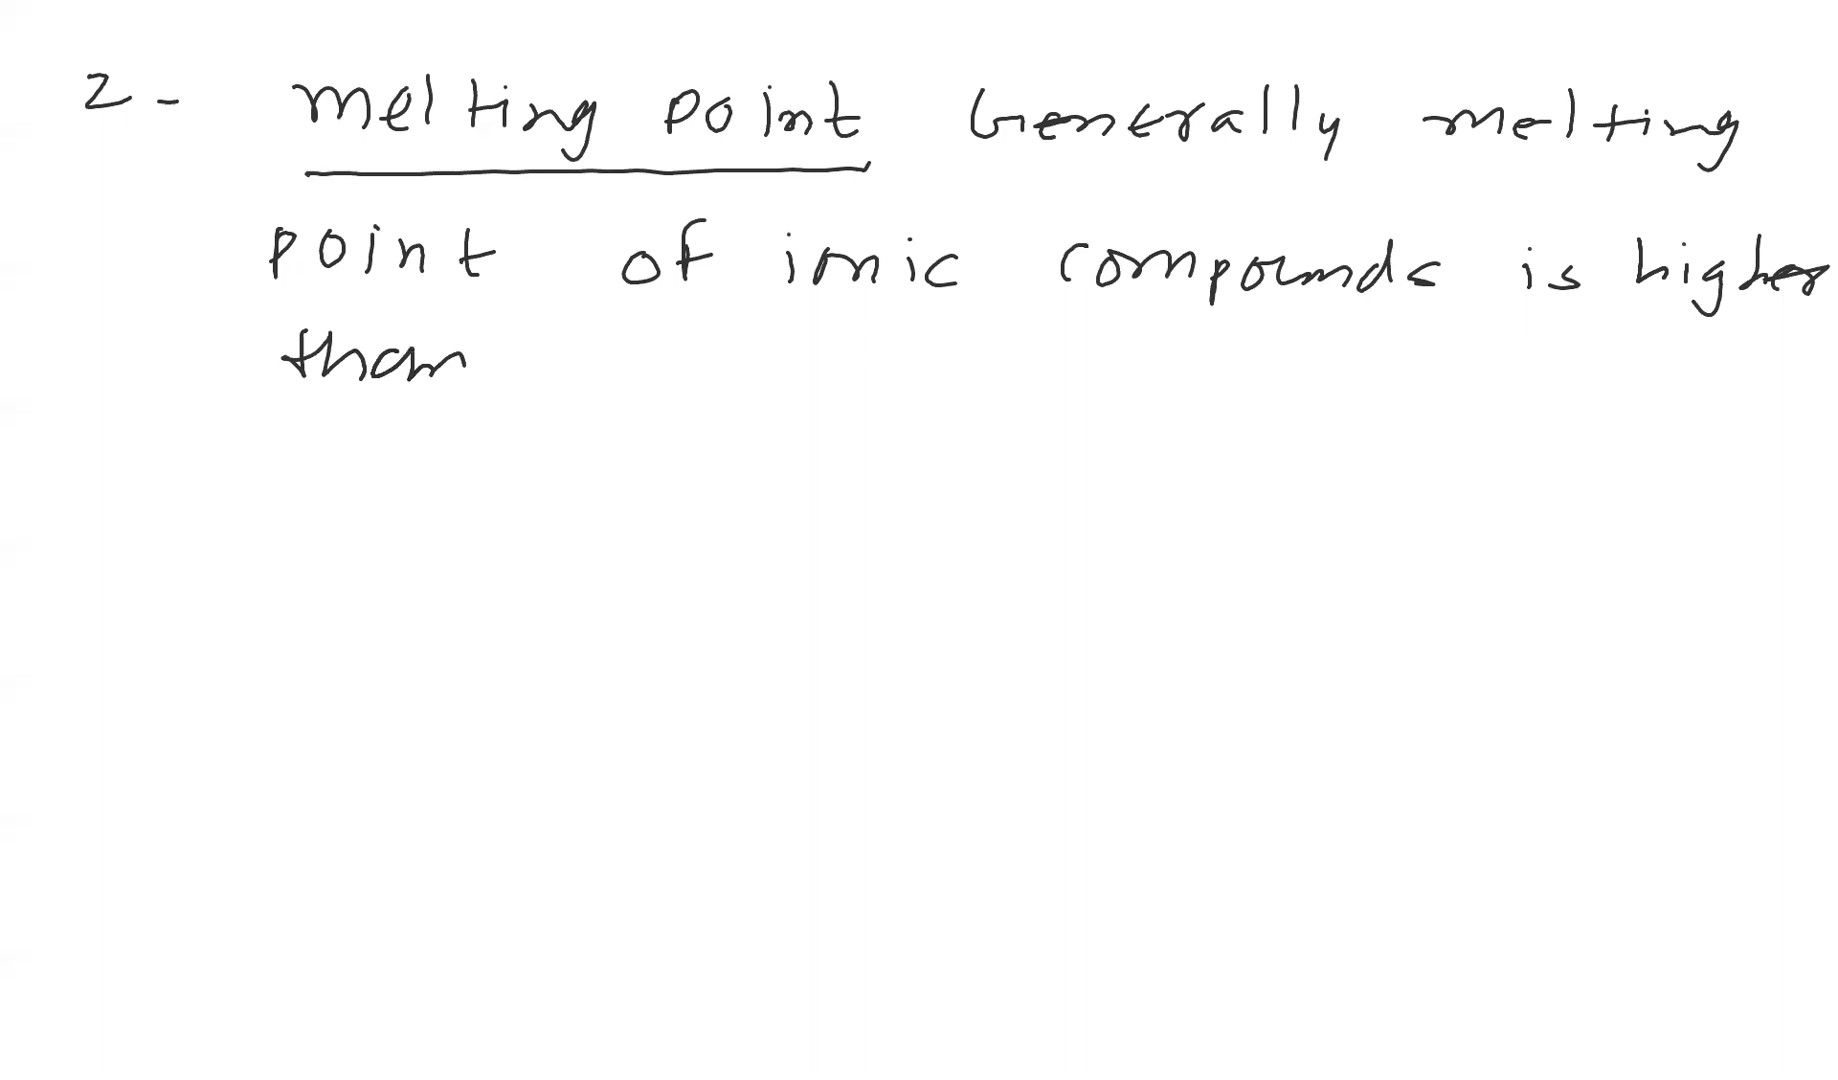 2- melting point Generally melting
point of ionic compounds is higher
than